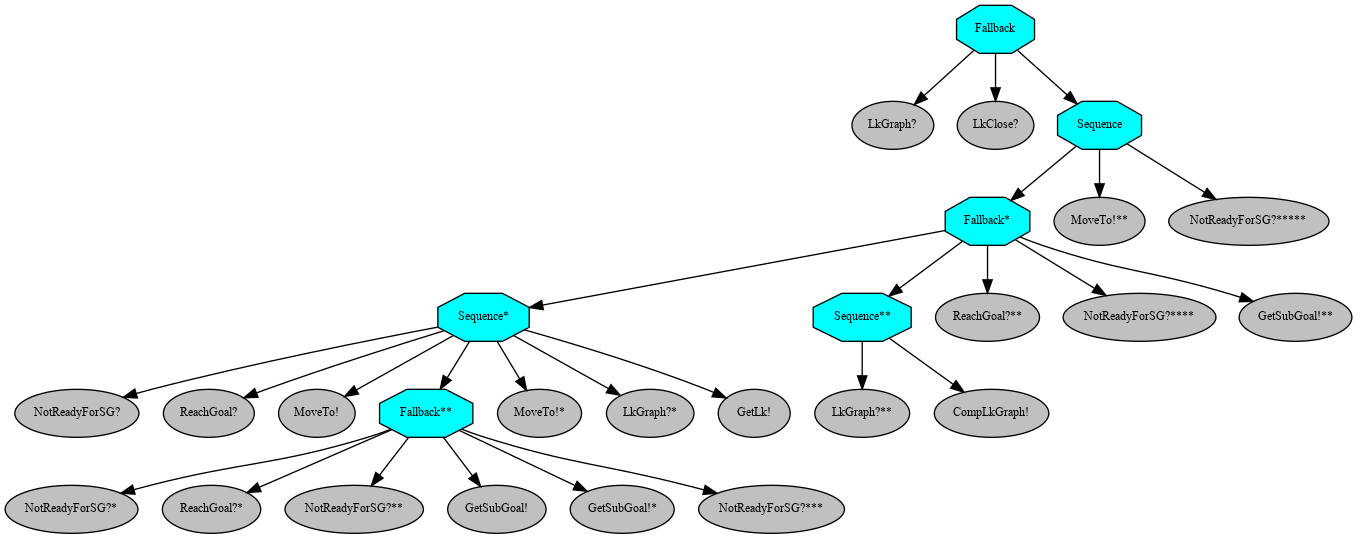 Fallback
LkGraph?
LkClose?
Sequence
Fallback*
MoveTo!**
NotReadyForSG?*****
Sequence*
Sequence**
ReachGoal?**
NotReadyForSG?****
GetSubGoal!**
NotReadyForSG?
ReachGoal?
MoveTo!
Fallback**
MoveTo!*
LkGraph?*
GetLk!
LkGraph?**
CompLkGraph!
NotReadyForSG?*
ReachGoal?*
NotReadyForSG?**
GetSubGoal!
GetSubGoal!*
NotReadyForSG?***